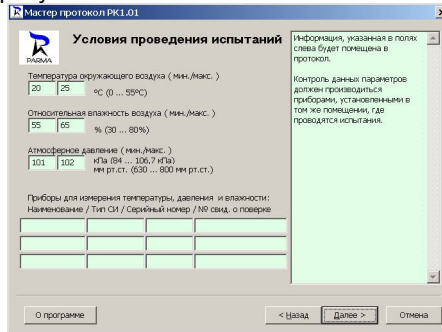 Мастер протокол РК1.01
PARMA
Условия проведения испытаний
Температура окружающего воздуха ( мин./макс. )
20 25 ºС (0 ... 55ºС)
Относительная влажность воздуха ( мин./макс. )
55 65 % (30 ... 80%)
Атмосферное давление ( мин./макс. )
101 102 кПа (84 ... 106,7 кПа)
мм рт.ст. (630 ... 800 мм рт.ст.)
Приборы для измерения температуры, давления и влажности:
Наименование / Тип СИ / Серийный номер / № свид. о поверке
Информация, указанная в полях
слева будет помещена в
протокол.
Контроль данных параметров
должен производиться
приборами, установленными в
том же помещении, где
проводятся испытания.
О программе
< Назад
Далее >
Отмена